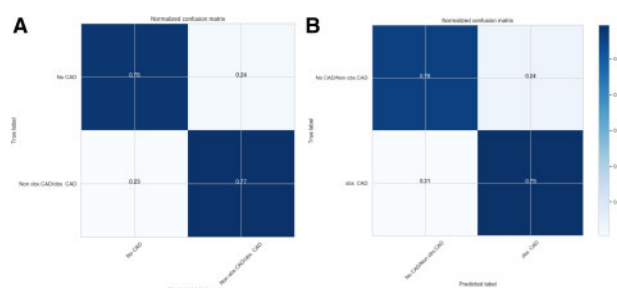 A
Normalized confusion matrix
No CAD
0.76
0.24
True label
Non obs.CAD/obs. CAD
0.23
0.77
No CAD
Non obs.CAD/obs. CAD
B
Normalized confusion matrix
No CAD/Non obs.CAD
0.76
0.24
True label
obs. CAD
0.21
0.79
No CAD/Non obs.CAD
obs. CAD
Predicted label